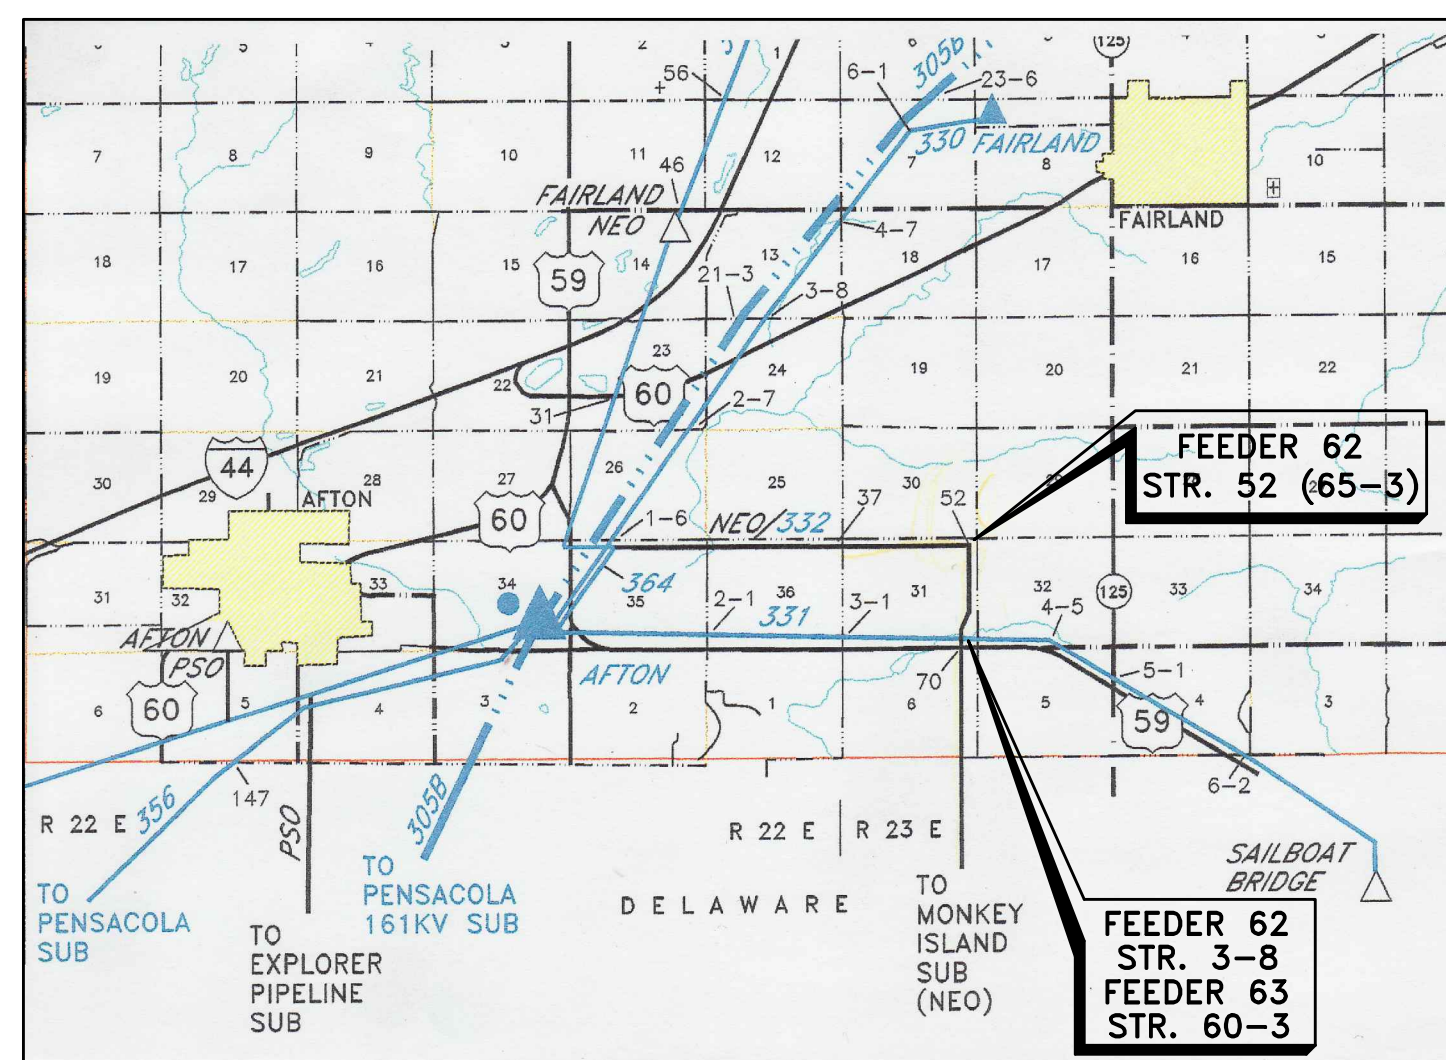 6 5 4 3 2 1 6 5 125 4 3
56 6-1 305B 23-6
330 FAIRLAND
7 8 9 10 11 12 7 8 10
46
FAIRLAND
NEO
FAIRLAND
4-7
18 17 16 15 14 13 18 17 16 15
59
21-3
3-8
19 20 21 22 23 24 19 20 21 22
60
31
2-7
44
30 29 28 27 26 25 30
AFTON
60
37 52
FEEDER 62
STR. 52 (65-3)
1-6 NEO/332
364
31 32 33 34 35 36 31 32 33 34
125
2-1 331 3-1 4-5
AFTON
PSO
AFTON
70
5-1
60
59
6 5 4 3 2 1 6 5 4 3
147
6-2
R 22 E
356
PSO
305B
R 22 E
R 23 E
TO
PENSACOLA
SUB
TO
EXPLORER
PIPELINE
SUB
TO
PENSACOLA
161KV SUB
DELAWARE
TO
MONKEY
ISLAND
SUB
(NEO)
SAILBOAT
BRIDGE
FEEDER 62
STR. 3-8
FEEDER 63
STR. 60-3